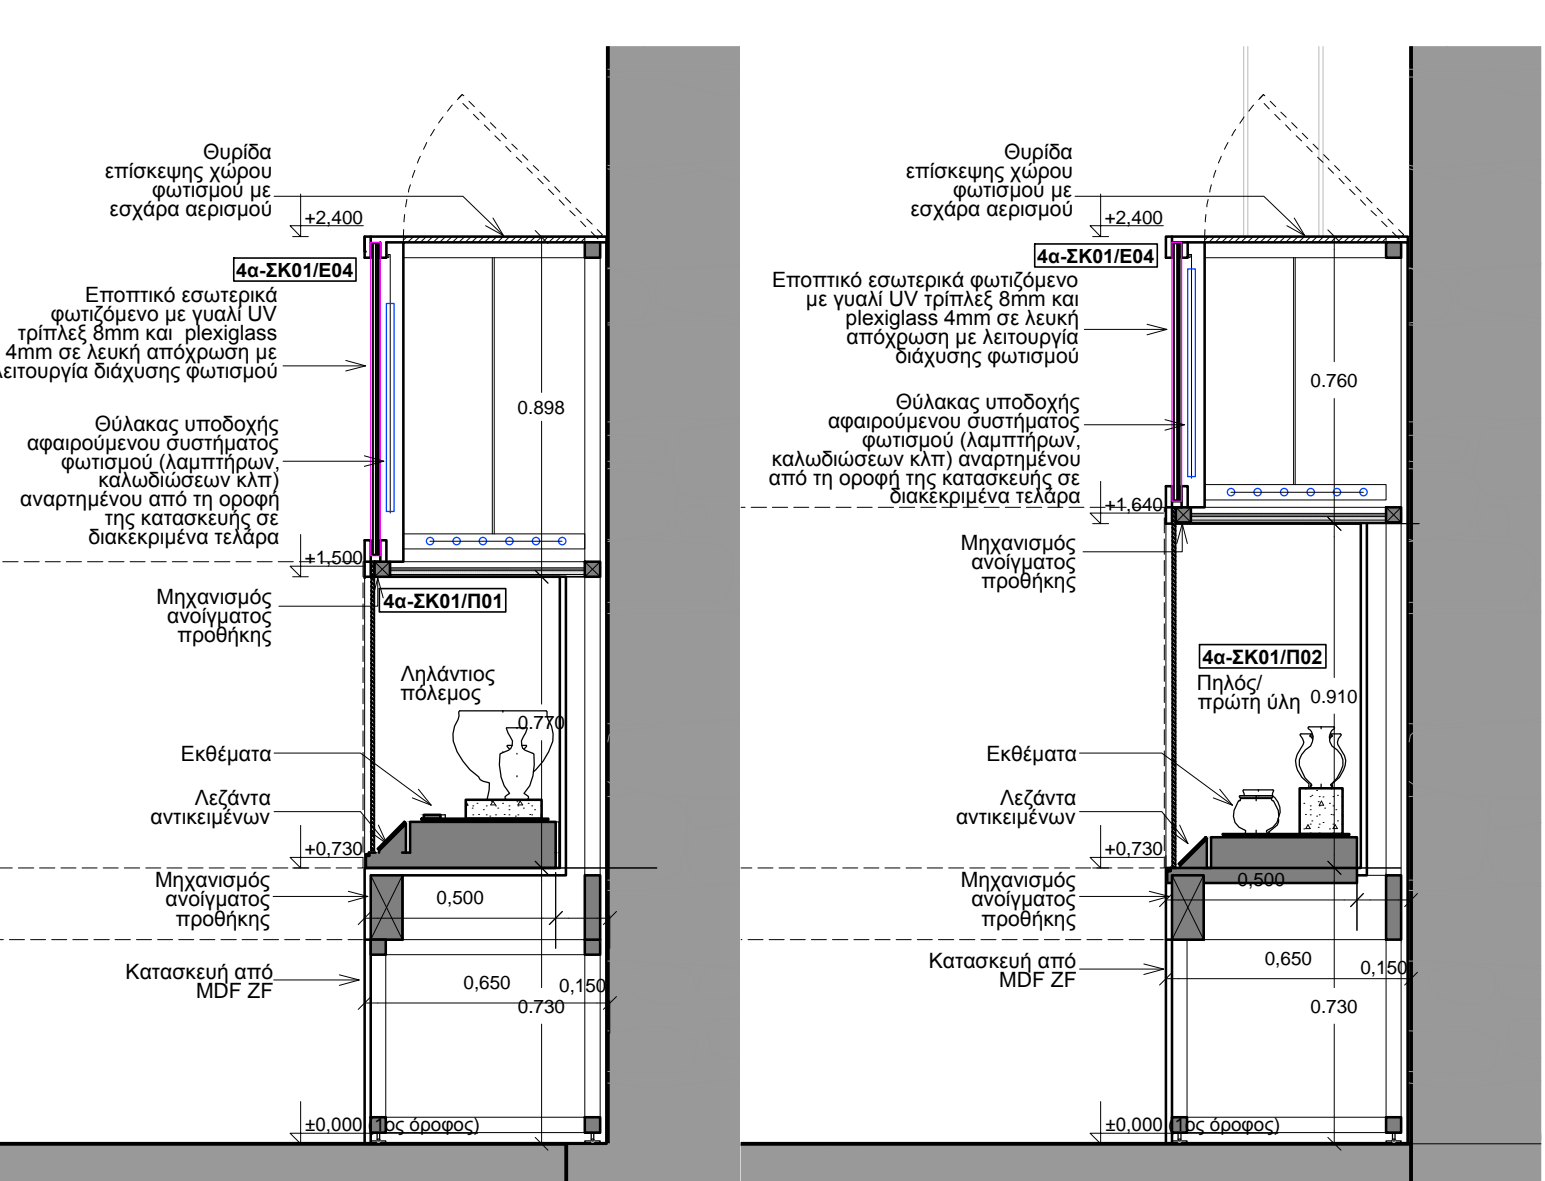 Θυρίδα
επίσκεψης χώρου
φωτισμού με
εσχάρα αερισμού
+2,400
4α-ΣΚ01/Ε04
Εποπτικό εσωτερικά
φωτιζόμενο με γυαλί UV
τρίπλεξ 8mm και plexiglass
4mm σε λευκή απόχρωση με
λειτουργία διάχυσης φωτισμού
0.898
Θύλακας υποδοχής
αφαιρούμενου συστήματος
φωτισμού (λαμπτήρων,
καλωδιώσεων κλπ)
αναρτημένου από τη οροφή
της κατασκευής σε
διακεκριμένα τελάρα
+1,500
Μηχανισμός
ανοίγματος
προθήκης
4α-ΣΚ01/Π01
Ληλάντιος
πόλεμος
0.770
Εκθέματα
Λεζάντα
αντικειμένων
+0,730
Μηχανισμός
ανοίγματος
προθήκης
0,500
Κατασκευή από
MDF ZF
0,650
0,150
0.730
±0,000 (1ος όροφος)
Θυρίδα
επίσκεψης χώρου
φωτισμού με
εσχάρα αερισμού
+2,400
4α-ΣΚ01/Ε04
Εποπτικό εσωτερικά φωτιζόμενο
με γυαλί UV τρίπλεξ 8mm και
plexiglass 4mm σε λευκή
απόχρωση με λειτουργία
διάχυσης φωτισμού
0.760
Θύλακας υποδοχής
αφαιρούμενου συστήματος
φωτισμού (λαμπτήρων,
καλωδιώσεων κλπ) αναρτημένου
από τη οροφή της κατασκευής σε
διακεκριμένα τελάρα
+1,640
Μηχανισμός
ανοίγματος
προθήκης
4α-ΣΚ01/Π02
Πηλός/
πρώτη ύλη
0.910
Εκθέματα
Λεζάντα
αντικειμένων
+0,730
Μηχανισμός
ανοίγματος
προθήκης
0,500
Κατασκευή από
MDF ZF
0,650
0,150
0.730
±0,000 (1ος όροφος)